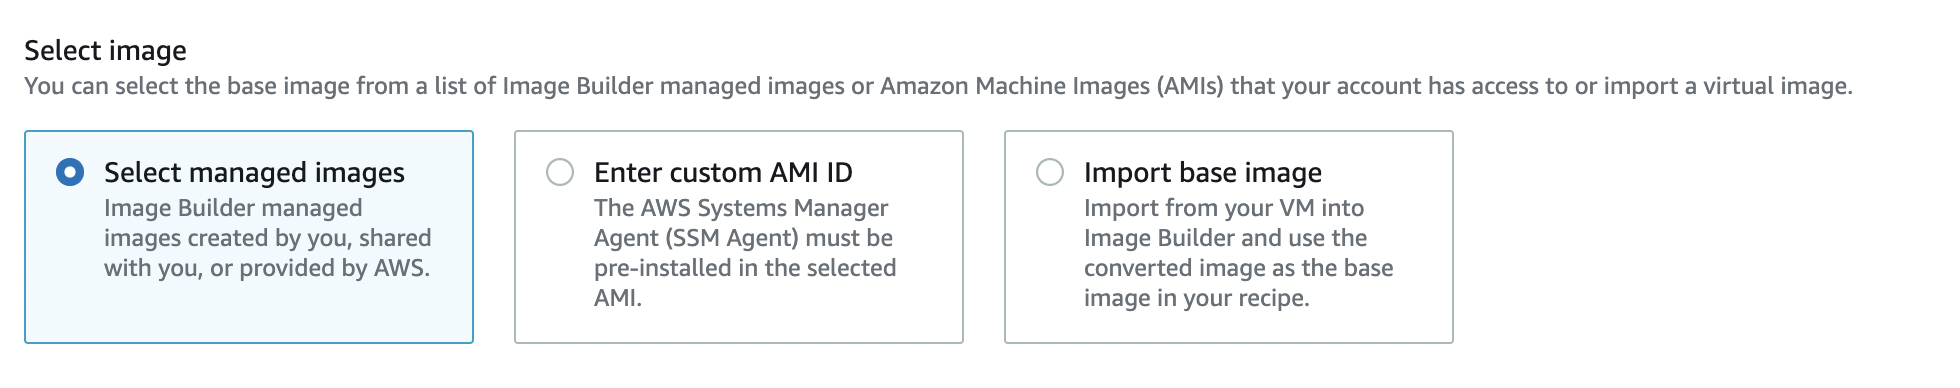 Select image
You can select the base image from a list of Image Builder managed images or Amazon Machine Images (AMIs) that your account has access to or import a virtual image.
Select managed images
Image Builder managed
images created by you, shared
with you, or provided by AWS.
Enter custom AMI ID
The AWS Systems Manager
Agent (SSM Agent) must be
pre-installed in the selected
AMI.
Import base image
Import from your VM into
Image Builder and use the
converted image as the base
image in your recipe.